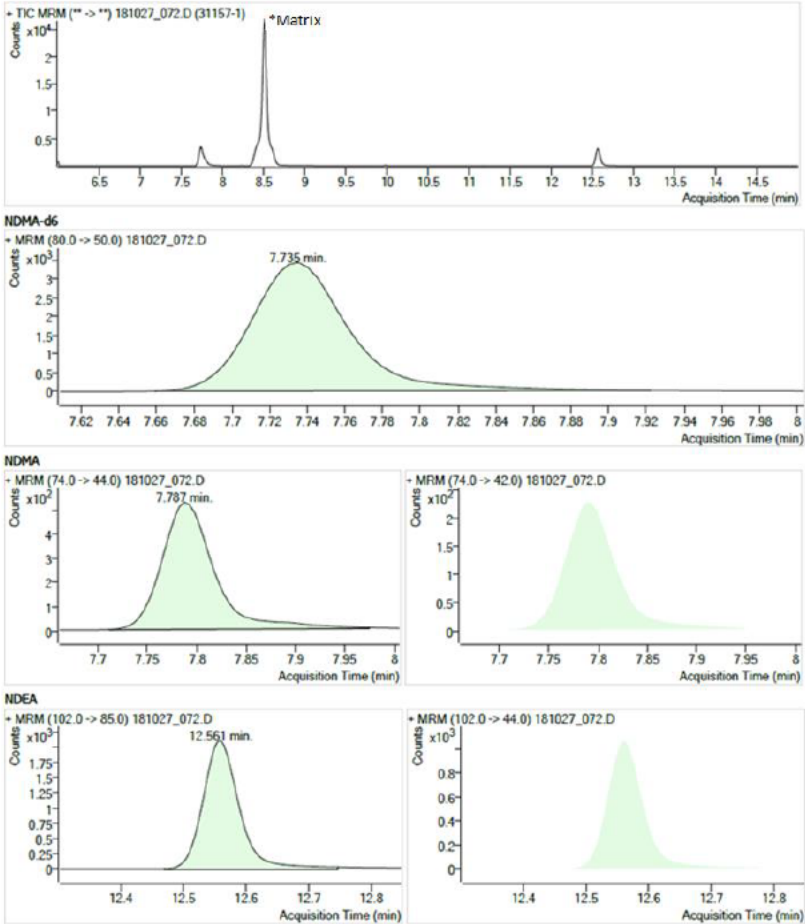 + TIC MRM (** -> **) 181027_072.D (31157-1)
*Matrix
Counts
x10⁴
2
1.5
1
0.5
6.5 7 7.5 8 8.5 9 9.5 10 10.5 11 11.5 12 12.5 13 13.5 14 14.5
Acquisition Time (min)
NDMA-d6
+ MRM (80.0 -> 50.0) 181027_072.D
Counts
x10³
7.735 min.
3
2.5
2
1.5
1
0.5
0
7.62 7.64 7.66 7.68 7.7 7.72 7.74 7.76 7.78 7.8 7.82 7.84 7.86 7.88 7.9 7.92 7.94 7.96 7.98 8
Acquisition Time (min)
NDMA
+ MRM (74.0 -> 44.0) 181027_072.D
Counts
x10²
7.787 min.
4
3
2
1
0
7.7 7.75 7.8 7.85 7.9 7.95 8
Acquisition Time (min)
+ MRM (74.0 -> 42.0) 181027_072.D
Counts
x10²
2
1.5
1
0.5
0
7.7 7.75 7.8 7.85 7.9 7.95 8
Acquisition Time (min)
NDEA
+ MRM (102.0 -> 85.0) 181027_072.D
Counts
x10³
12.561 min.
1.75
1.5
1.25
1
0.75
0.5
0.25
0
12.4 12.5 12.6 12.7 12.8
Acquisition Time (min)
+ MRM (102.0 -> 44.0) 181027_072.D
Counts
x10³
0.8
0.6
0.4
0.2
0
12.4 12.5 12.6 12.7 12.8
Acquisition Time (min)